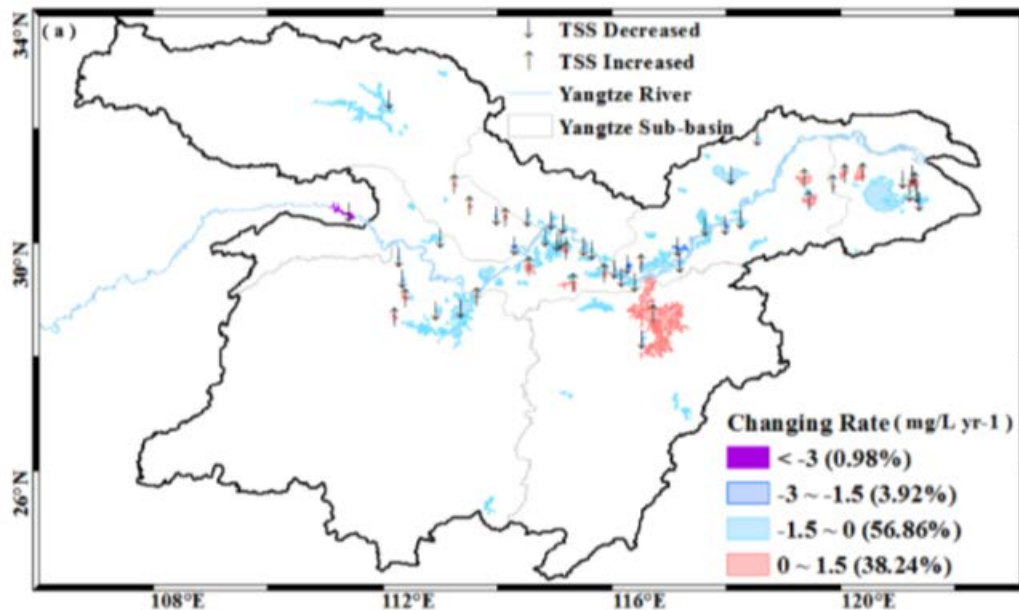 (a)
TSS Decreased
TSS Increased
Yangtze River
Yangtze Sub-basin
34°N
30°N
26°N
Changing Rate ( mg/L yr-1 )
< -3 (0.98%)
-3 ~ -1.5 (3.92%)
-1.5 ~ 0 (56.86%)
0 ~ 1.5 (38.24%)
108°E 112°E 116°E 120°E